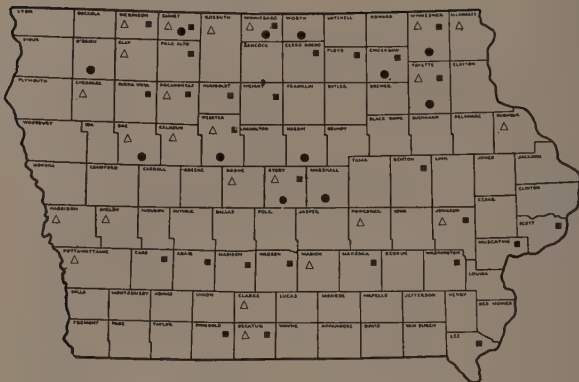 LYON OSCEOLA DICKINSON EMMET KOSSUTH WINNEBAGO WORTH MITCHELL HOWARD WINNESHIEK ALLAMAKEE
SIOUX O'BRIEN CLAY PALO ALTO HANCOCK CERRO GORDO FLOYD CHICKASAW
FAYETTE CLAYTON
PLYMOUTH CHEROKEE BUENA VISTA POCAHONTAS HUMBOLDT WRIGHT FRANKLIN BUTLER BREMER
WOODBURY IDA SAC CALHOUN WEBSTER HAMILTON HARDIN GRUNDY BLACK HAWK BUCHANAN DELAWARE DUBUQUE
MONONA CRAWFORD CARROLL GREENE BOONE STORY MARSHALL TAMA BENTON LINN JONES JACKSON
CLINTON
CEDAR
HARRISON SHELBY AUDUBON GUTHRIE DALLAS POLK JASPER POWESHIEK IOWA JOHNSON
SCOTT
MUSCATINE
POTTAWATTAMIE CASS ADAIR MADISON WARREN MARION MAHASKA KEOKUK WASHINGTON
LOUISA
MILLS MONTGOMERY ADAMS UNION CLARKE LUCAS MONROE WAPELLO JEFFERSON HENRY
DES MOINES
FREMONT PAGE TAYLOR RINGGOLD DECATUR WAYNE APPANOOSE DAVIS VAN BUREN
LEE